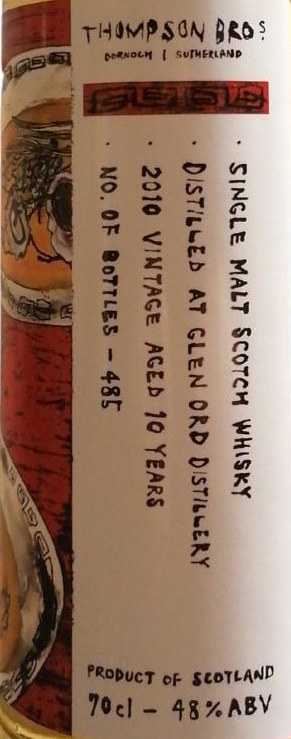 THOMPSON BROS
DORNOCH | SUTHERLAND
· SINGLE MALT SCOTCH WHISKY
· DISTILLED AT GLEN ORD DISTILLERY
· 2010 VINTAGE AGED 10 YEARS
· NO. OF BOTTLES - 485
PRODUCT OF SCOTLAND
70cl - 48% ABV